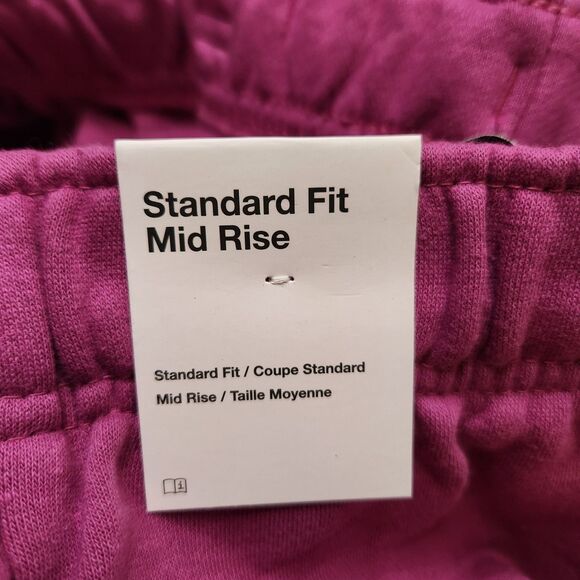 Standard Fit
Mid Rise
Standard Fit / Coupe Standard
Mid Rise / Taille Moyenne
i